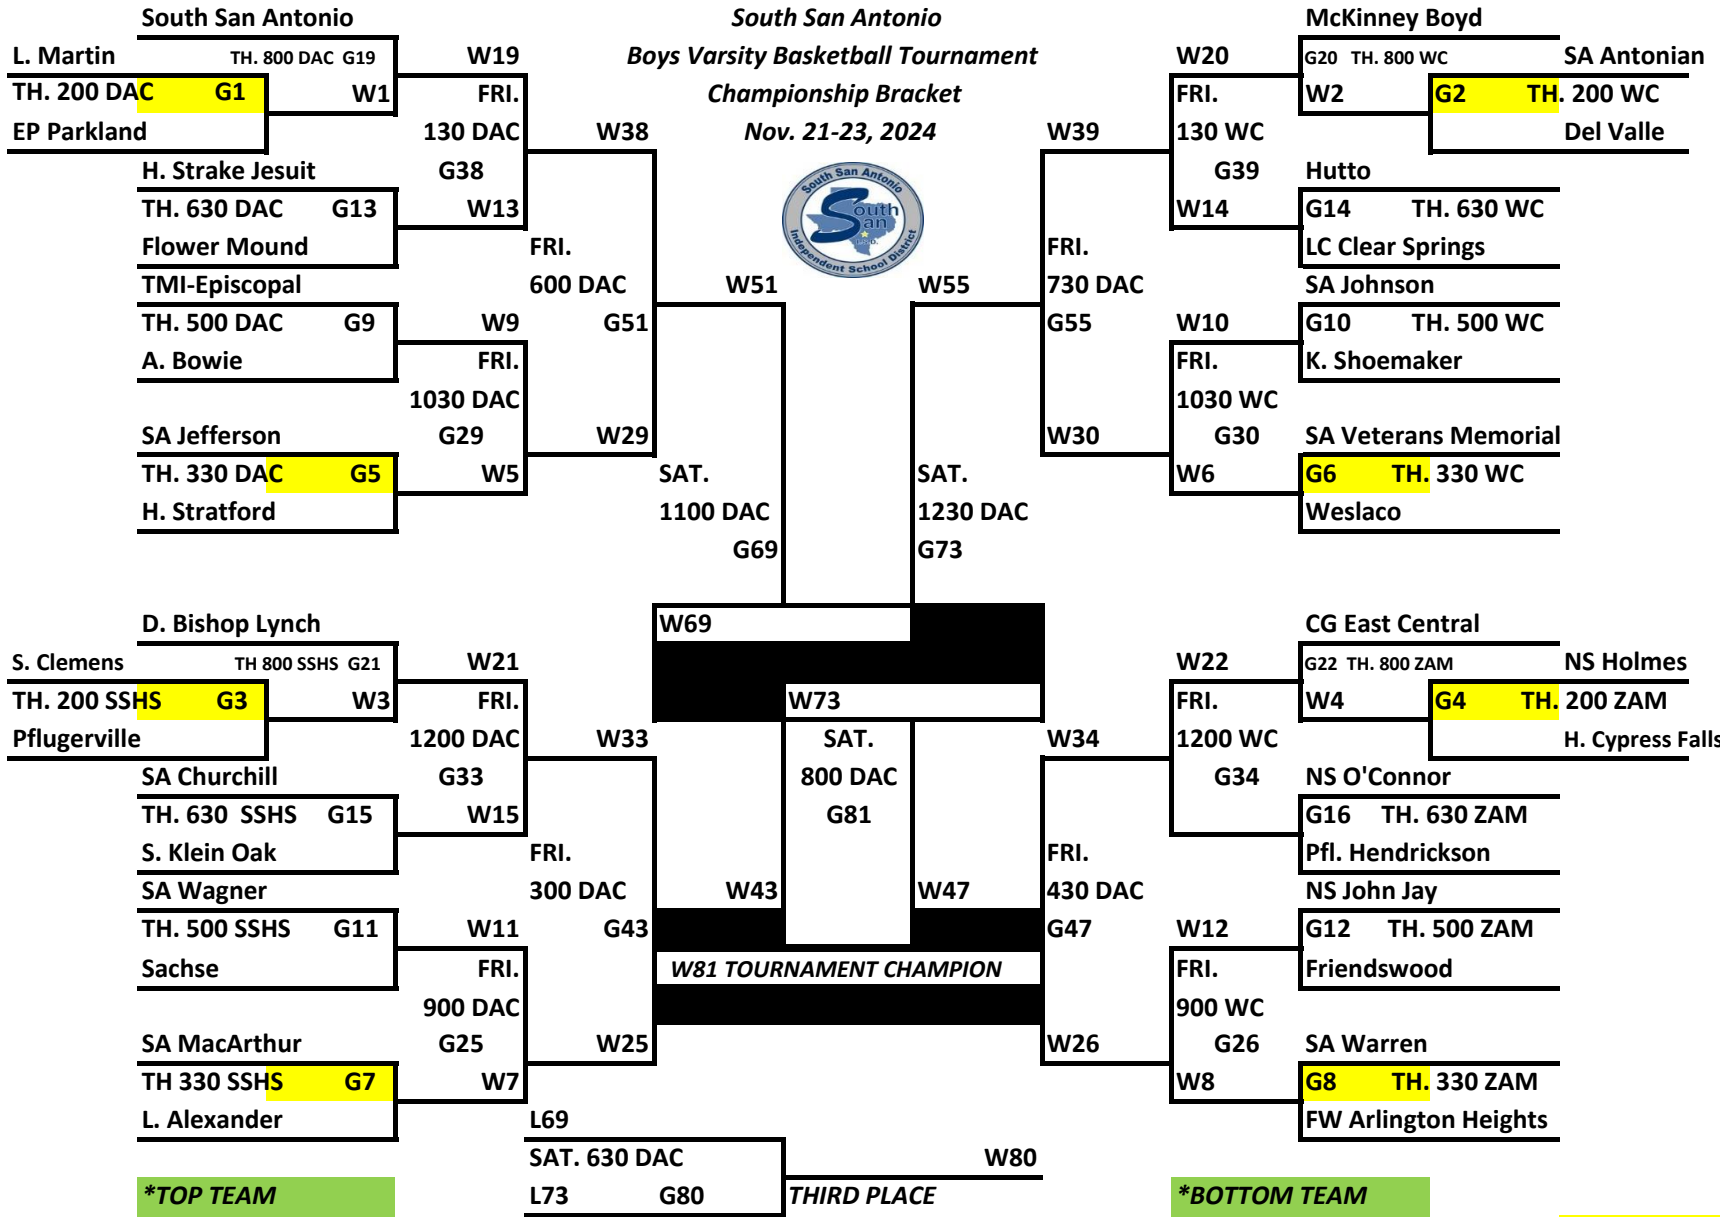 South San Antonio
Boys Varsity Basketball Tournament
Championship Bracket
Nov. 21-23, 2024
South San Antonio
Independent School District
South
San
I.S.D.
South San Antonio
L. Martin
TH. 800 DAC G19
W19
TH. 200 DAC G1
W1
FRI.
EP Parkland
130 DAC
W38
H. Strake Jesuit
G38
TH. 630 DAC G13
W13
Flower Mound
FRI.
TMI-Episcopal
600 DAC
W51
TH. 500 DAC G9
W9
G51
A. Bowie
FRI.
1030 DAC
SA Jefferson
G29
W29
TH. 330 DAC G5
W5
SAT.
H. Stratford
1100 DAC
G69
D. Bishop Lynch
W69
S. Clemens
TH 800 SSHS G21
W21
TH. 200 SSHS G3
W3
FRI.
Pflugerville
1200 DAC
W33
SA Churchill
G33
TH. 630 SSHS G15
W15
S. Klein Oak
FRI.
SA Wagner
300 DAC
W43
TH. 500 SSHS G11
W11
G43
Sachse
FRI.
900 DAC
SA MacArthur
G25
W25
TH 330 SSHS G7
W7
L. Alexander
McKinney Boyd
W20
G20 TH. 800 WC
SA Antonian
FRI.
W2
G2 TH. 200 WC
W39
130 WC
Del Valle
G39
Hutto
W14
G14 TH. 630 WC
FRI.
LC Clear Springs
W55
730 DAC
SA Johnson
G55
W10
G10 TH. 500 WC
FRI.
K. Shoemaker
1030 WC
W30
G30
SA Veterans Memorial
SAT.
W6
G6 TH. 330 WC
1230 DAC
Weslaco
G73
CG East Central
W22
G22 TH. 800 ZAM
NS Holmes
W73
FRI.
W4
G4 TH. 200 ZAM
SAT.
W34
1200 WC
H. Cypress Falls
800 DAC
G34
NS O'Connor
G81
G16 TH. 630 ZAM
FRI.
Pfl. Hendrickson
W47
430 DAC
NS John Jay
G47
W12
G12 TH. 500 ZAM
W81 TOURNAMENT CHAMPION
FRI.
Friendswood
900 WC
W26
G26
SA Warren
W8
G8 TH. 330 ZAM
FW Arlington Heights
L69
SAT. 630 DAC
W80
L73 G80
THIRD PLACE
*TOP TEAM
*BOTTOM TEAM